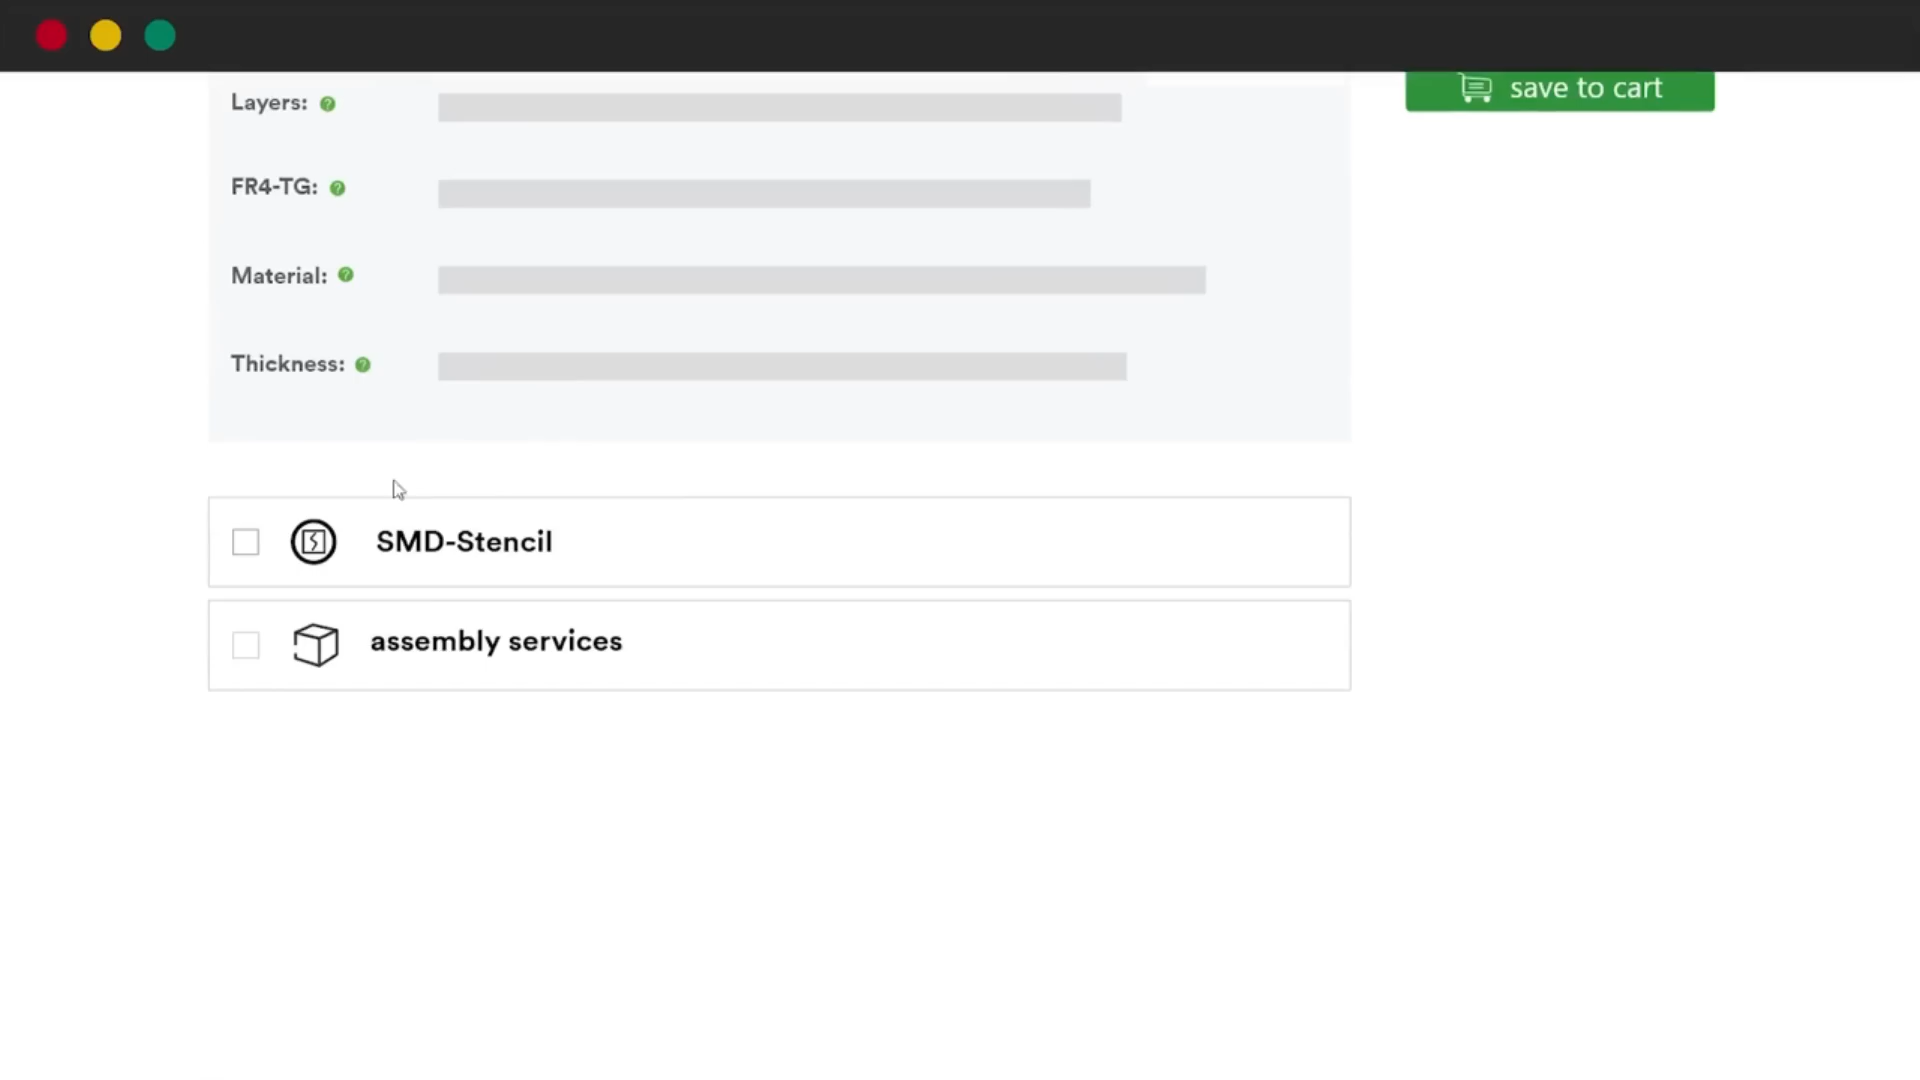 Layers:
save to cart
FR4-TG:
Material:
Thickness:
SMD-Stencil
assembly services